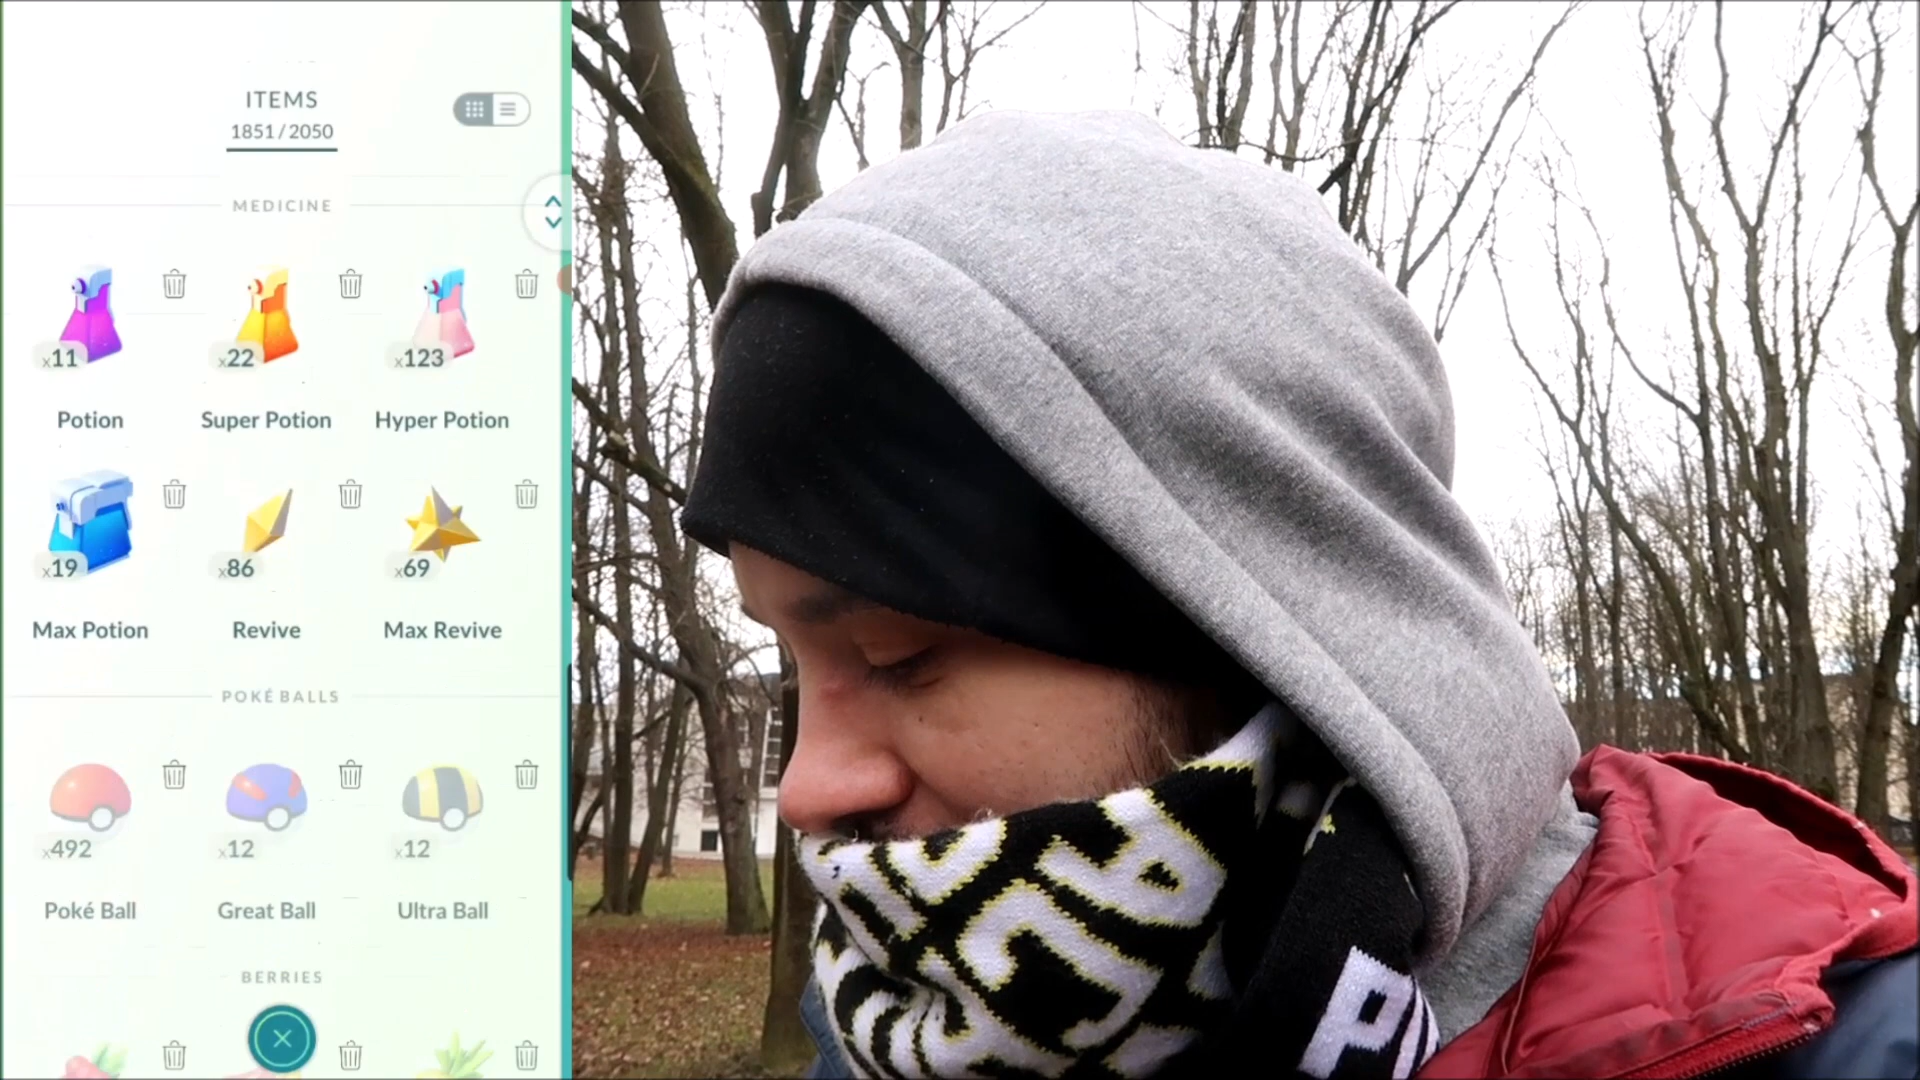 ITEMS
1851 / 2050
MEDICINE
x11
x22
x123
Potion
Super Potion
Hyper Potion
x19
x86
x69
Max Potion
Revive
Max Revive
POKÉ BALLS
x492
x12
x12
Poké Ball
Great Ball
Ultra Ball
BERRIES